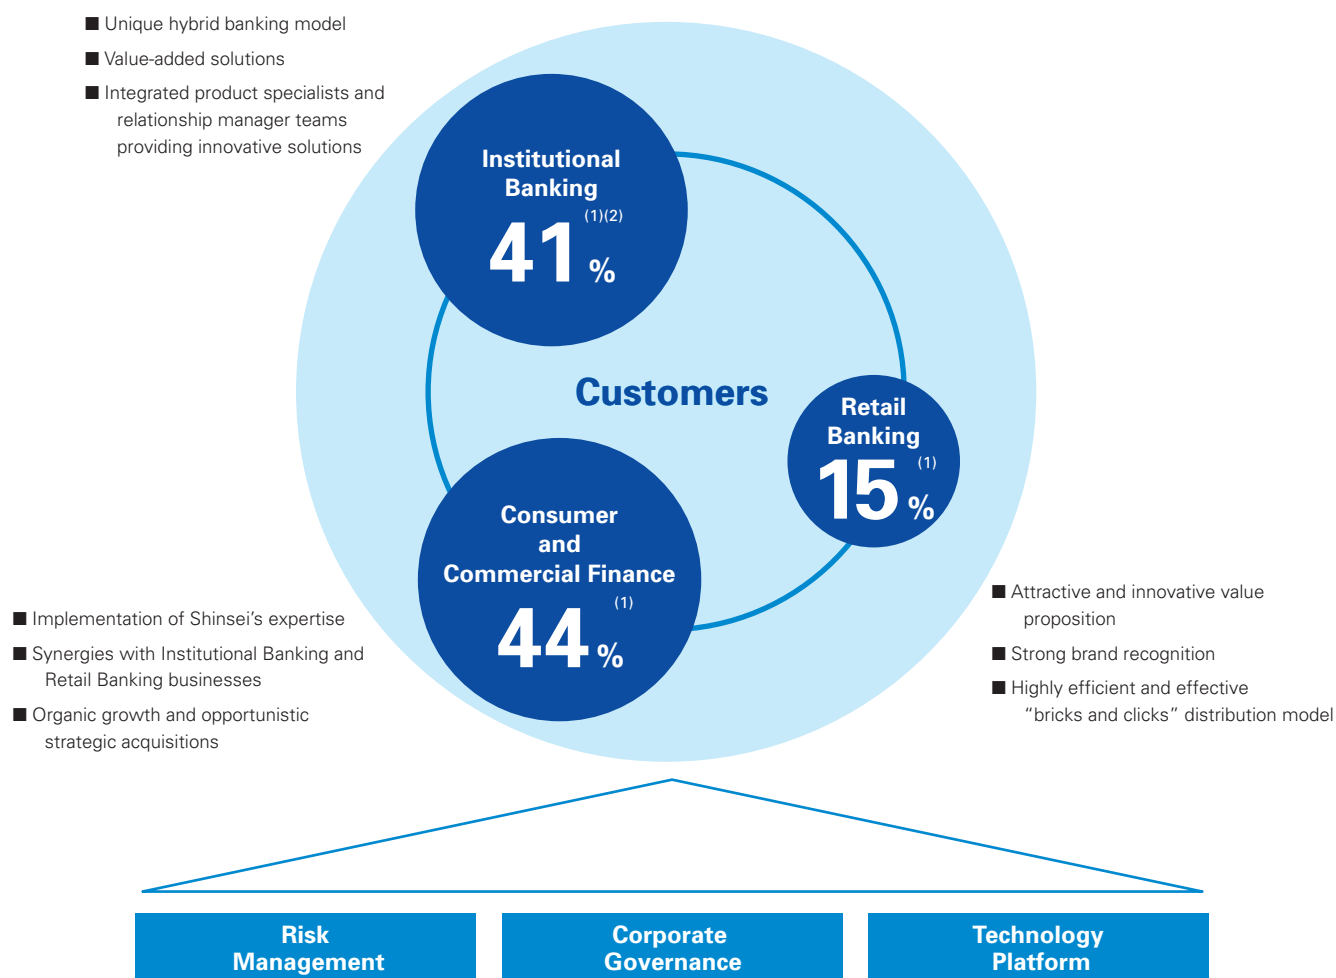 ■ Unique hybrid banking model
■ Value-added solutions
■ Integrated product specialists and
relationship manager teams
providing innovative solutions
Institutional
Banking
41 % (1)(2)
Customers
Retail
Banking
15 % (1)
Consumer
and
Commercial Finance
44 % (1)
■ Implementation of Shinsei’s expertise
■ Synergies with Institutional Banking and
Retail Banking businesses
■ Organic growth and opportunistic
strategic acquisitions
■ Attractive and innovative value
proposition
■ Strong brand recognition
■ Highly efficient and effective
“bricks and clicks” distribution model
Risk
Management
Corporate
Governance
Technology
Platform